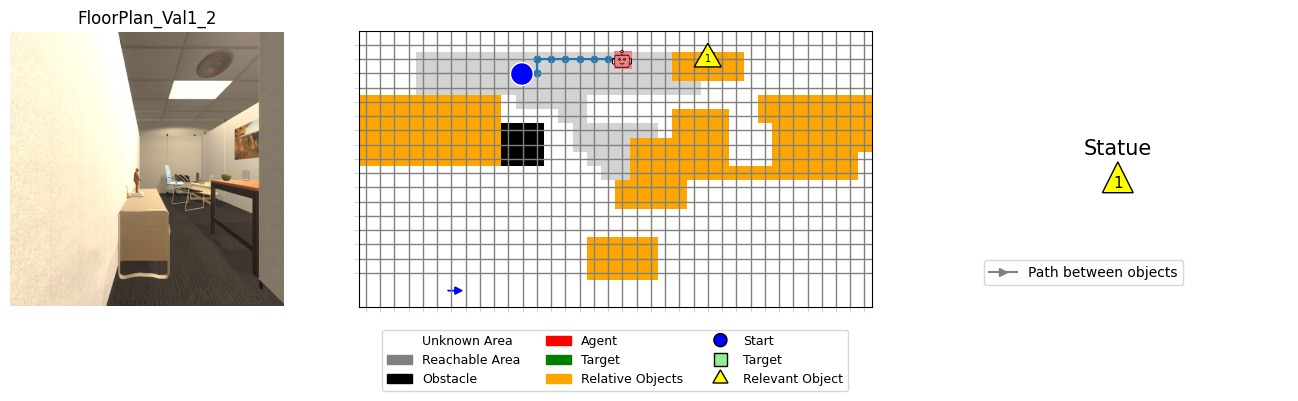 FloorPlan_Val1_2
1
Statue
1
Path between objects
Unknown Area
Reachable Area
Obstacle
Agent
Target
Relative Objects
Start
Target
Relevant Object